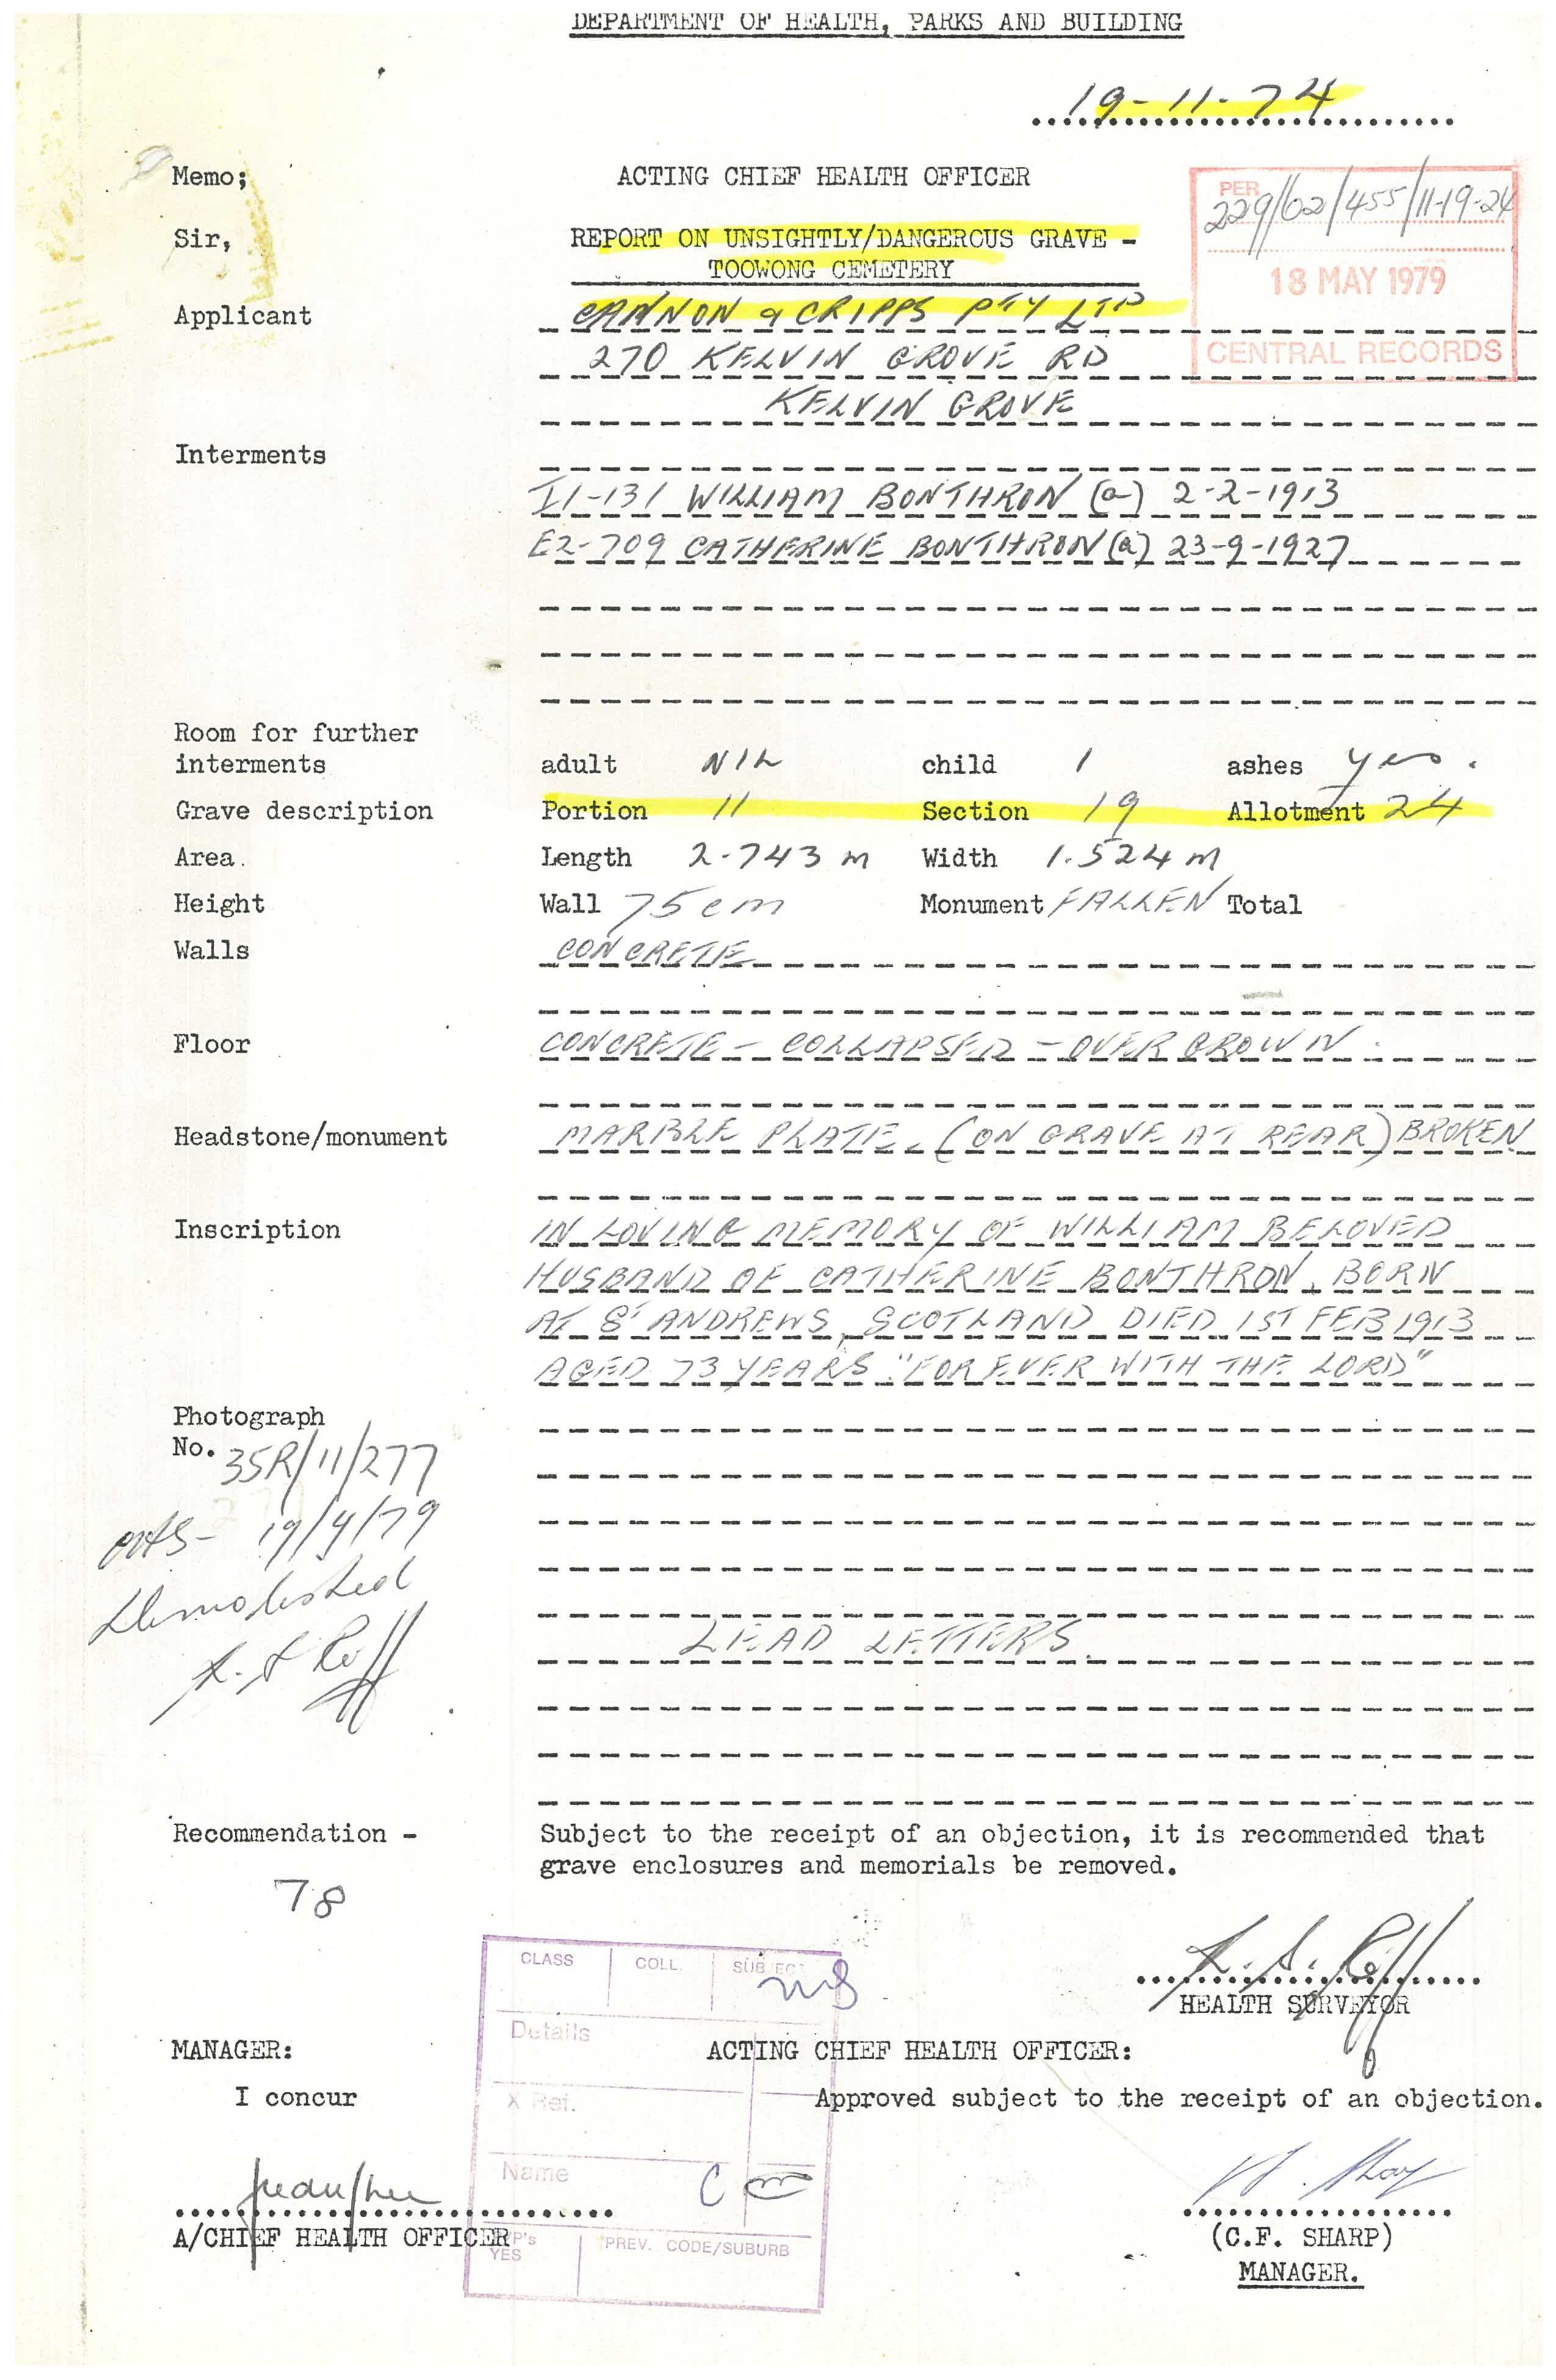 DEPARTMENT OF HEALTH, PARKS AND BUILDING
19-11-74
Memo; ACTING CHIEF HEALTH OFFICER
PER
229/02/455/11-19-24
18 MAY 1979
CENTRAL RECORDS
Sir, REPORT ON UNSIGHTLY/DANGEROUS GRAVE -
TOOWONG CEMETERY
Applicant CANNON & CRIPPS PTY LTD
270 KELVIN GROVE RD
KELVIN GROVE
Interments
I1-131 WILLIAM BONTHRON (a) 2-2-1913
E2-709 CATHERINE BONTHRON (a) 23-9-1927
Room for further
interments adult NIL child 1 ashes yes.
Grave description Portion 11 Section 19 Allotment 24
Area. Length 2.743 m Width 1.524 m
Height Wall 75cm Monument FALLEN Total
Walls CONCRETE
Floor CONCRETE - COLLAPSED - OVERGROWN.
Headstone/monument MARBLE PLATE. (ON GRAVE AT REAR) BROKEN
Inscription IN LOVING MEMORY OF WILLIAM BELOVED
HUSBAND OF CATHERINE BONTHRON. BORN
AT ST ANDREWS, SCOTLAND DIED 1ST FEB 1913
AGED 73 YEARS "FOREVER WITH THE LORD"
Photograph
No. 35R/11/277
19/4/79
Demolished
LEAD LETTERS
Recommendation - Subject to the receipt of an objection, it is recommended that
grave enclosures and memorials be removed.
78
HEALTH SURVEYOR
CLASS COLL. SUBJECT
Details
X Ref.
Name
YP's
YES
PREV. CODE/SUBURB
MANAGER: ACTING CHIEF HEALTH OFFICER:
I concur Approved subject to the receipt of an objection.
A/CHIEF HEALTH OFFICER (C.F. SHARP)
MANAGER.